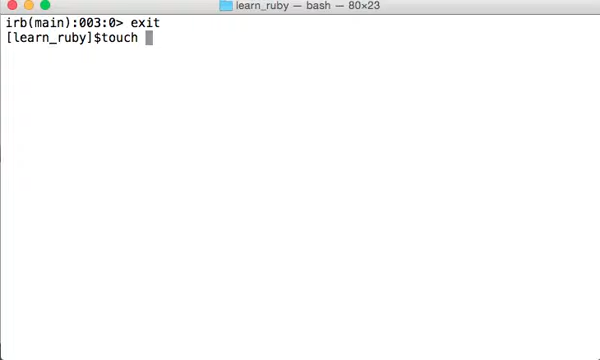 learn_ruby — bash — 80×23
irb(main):003:0> exit
[learn_ruby]$touch